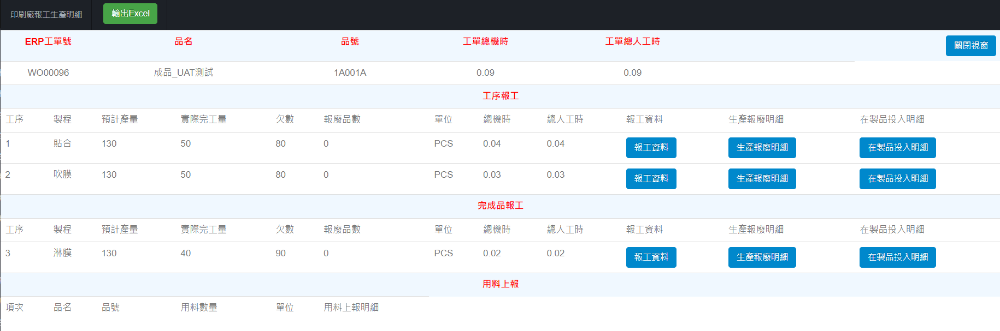 印刷廠報工生產明細 輸出Excel
ERP工單號 品名 品號 工單總機時 工單總人工時 關閉視窗
WO00096 成品_UAT測試 1A001A 0.09 0.09
工序報工
工序 製程 預計產量 實際完工量 欠數 報廢品數 單位 總機時 總人工時 報工資料 生產報廢明細 在製品投入明細
1 貼合 130 50 80 0 PCS 0.04 0.04 報工資料 生產報廢明細 在製品投入明細
2 吹膜 130 50 80 0 PCS 0.03 0.03 報工資料 生產報廢明細 在製品投入明細
完成品報工
工序 製程 預計產量 實際完工量 欠數 報廢品數 單位 總機時 總人工時 報工資料 生產報廢明細 在製品投入明細
3 淋膜 130 40 90 0 PCS 0.02 0.02 報工資料 生產報廢明細 在製品投入明細
用料上報
項次 品名 品號 用料數量 單位 用料上報明細